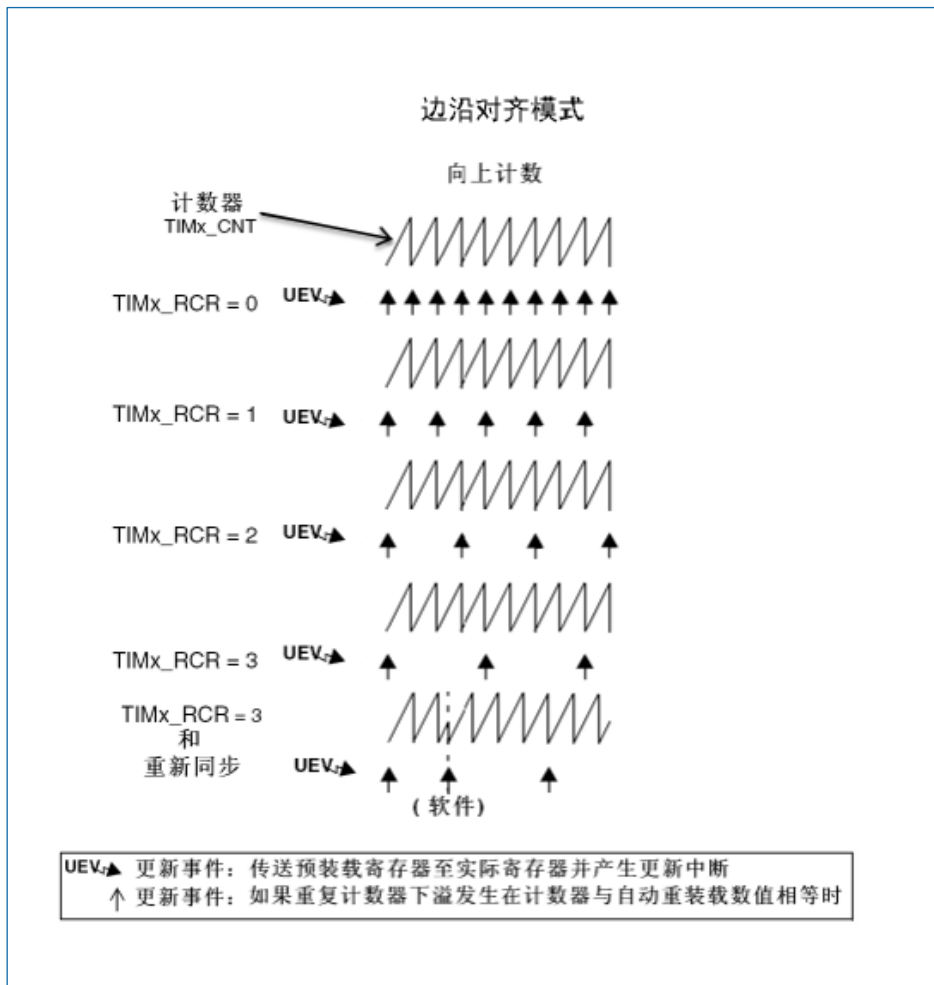 边沿对齐模式
向上计数
计数器
TIMx_CNT
TIMx_RCR = 0
UEV
TIMx_RCR = 1
UEV
TIMx_RCR = 2
UEV
TIMx_RCR = 3
UEV
TIMx_RCR = 3
和
重新同步
UEV
(软件)
UEV 更新事件：传送预装载寄存器至实际寄存器并产生更新中断
更新事件：如果重复计数器下溢发生在计数器与自动重装载数值相等时